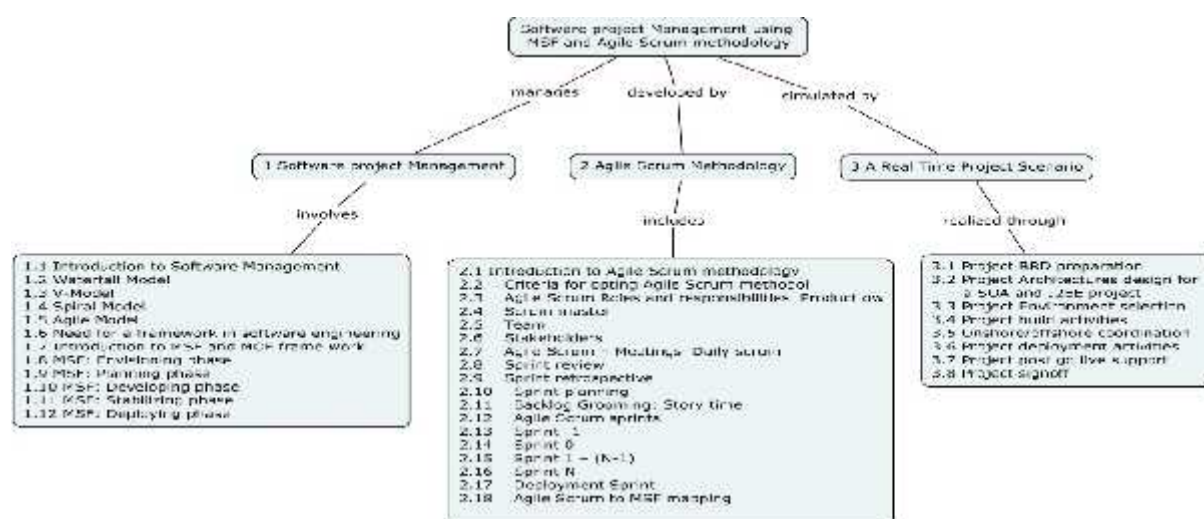 Software project Management using
MSF and Agile Scrum methodology
manages
developed by
cimulated by
1 Software project Management
2 Agile Scrum Methodology
3 A Real Time Project Scenario
involves
includes
realized through
1.1 Introduction to Software Management
1.2 Waterfall Model
1.3 V-Model
1.4 Spiral Model
1.5 Agile Model
1.6 Need for a framework in software engineering
1.7 Introduction to MSF and MOF frame work
1.8 MSF: Envisioning phase
1.9 MSF: Planning phase
1.10 MSF: Developing phase
1.11 MSF: Stabilizing phase
1.12 MSF: Deploying phase
2.1 Introduction to Agile Scrum methodology
2.2 Criteria for opting Agile Scrum method
2.3 Agile Scrum Roles and responsibilities Product ow
2.4 Scrum master
2.5 Team
2.6 Stakeholders
2.7 Agile Scrum - Meetings Daily scrum
2.8 Sprint review
2.9 Sprint retrospective
2.10 Sprint planning
2.11 Backlog Grooming: Story time
2.12 Agile Scrum sprints
2.13 Sprint -1
2.14 Sprint 0
2.15 Sprint 1 – (N-1)
2.16 Sprint N
2.17 Deployment Sprint
2.18 Agile Scrum to MSF mapping
3.1 Project BRD preparation
3.2 Project Architectures design for
a SOA and J2EE project
3.3 Project Environment selection
3.4 Project build activities
3.5 Onshore/offshore coordination
3.6 Project deployment activities
3.7 Project post go live support
3.8 Project signoff